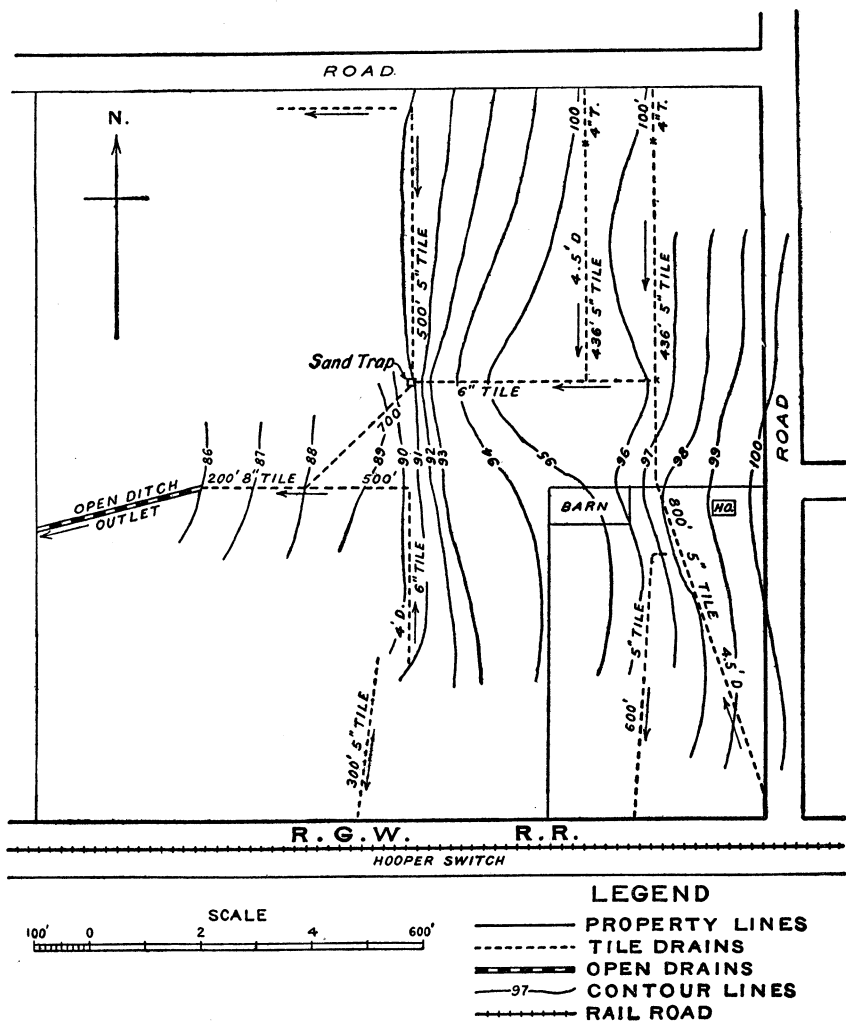 ROAD.
N.
100
4"T.
100'
4"T.
500' 5" TILE
4.5' D
436' 5" TILE
436' 5" TILE
Sand Trap
6" TILE
700'
ROAD
86
87
88
89
90
91
92
93
94
95
96
97
98
99
100
200' 8" TILE
500'
OPEN DITCH
OUTLET
BARN
HO.
800' 5" TILE
4.5' D
6" TILE
4' D.
5" TILE
600'
300' 5" TILE
R.G.W. R.R.
HOOPER SWITCH
SCALE
100' 0 2 4 600'
LEGEND
PROPERTY LINES
TILE DRAINS
OPEN DRAINS
97 CONTOUR LINES
RAIL ROAD